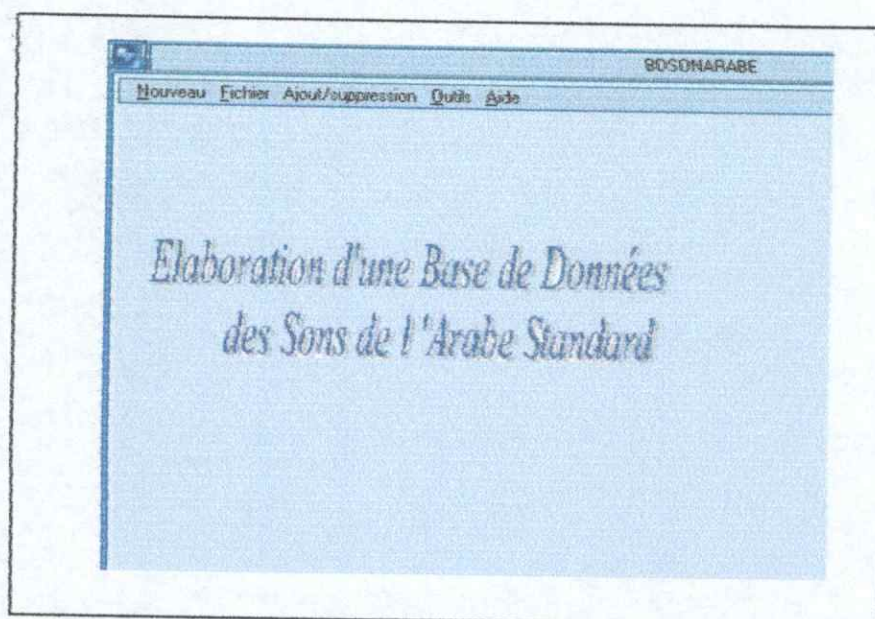 BDSONARABE
Nouveau Fichier Ajout/suppression Outils Aide
Elaboration d'une Base de Données
des Sons de l'Arabe Standard